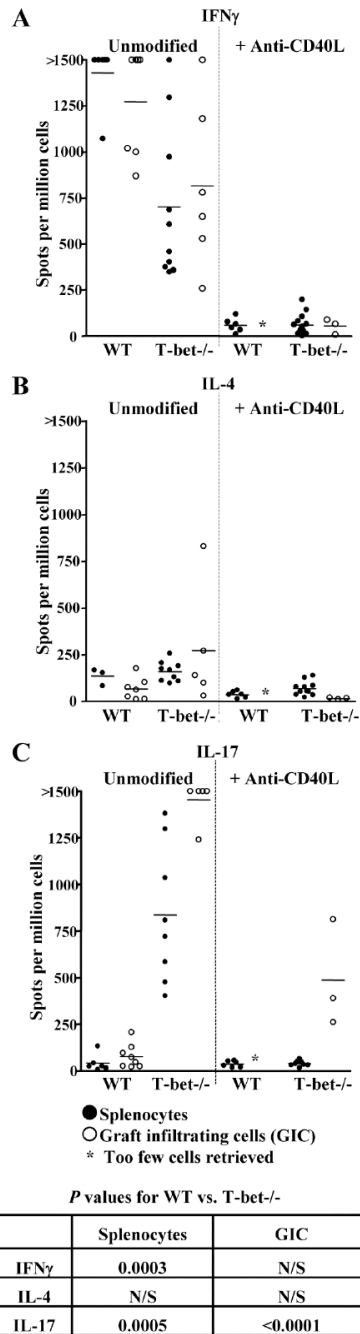 A
IFNγ
Unmodified + Anti-CD40L
Spots per million cells
>1500
1250
1000
750
500
250
0
WT T-bet-/- WT T-bet-/-
*
B
IL-4
Unmodified + Anti-CD40L
Spots per million cells
>1500
1250
1000
750
500
250
0
WT T-bet-/- WT T-bet-/-
*
C
IL-17
Unmodified + Anti-CD40L
Spots per million cells
>1500
1250
1000
750
500
250
0
WT T-bet-/- WT T-bet-/-
*
Splenocytes
Graft infiltrating cells (GIC)
* Too few cells retrieved
P values for WT vs. T-bet-/-
Splenocytes GIC
IFNγ 0.0003 N/S
IL-4 N/S N/S
IL-17 0.0005 <0.0001